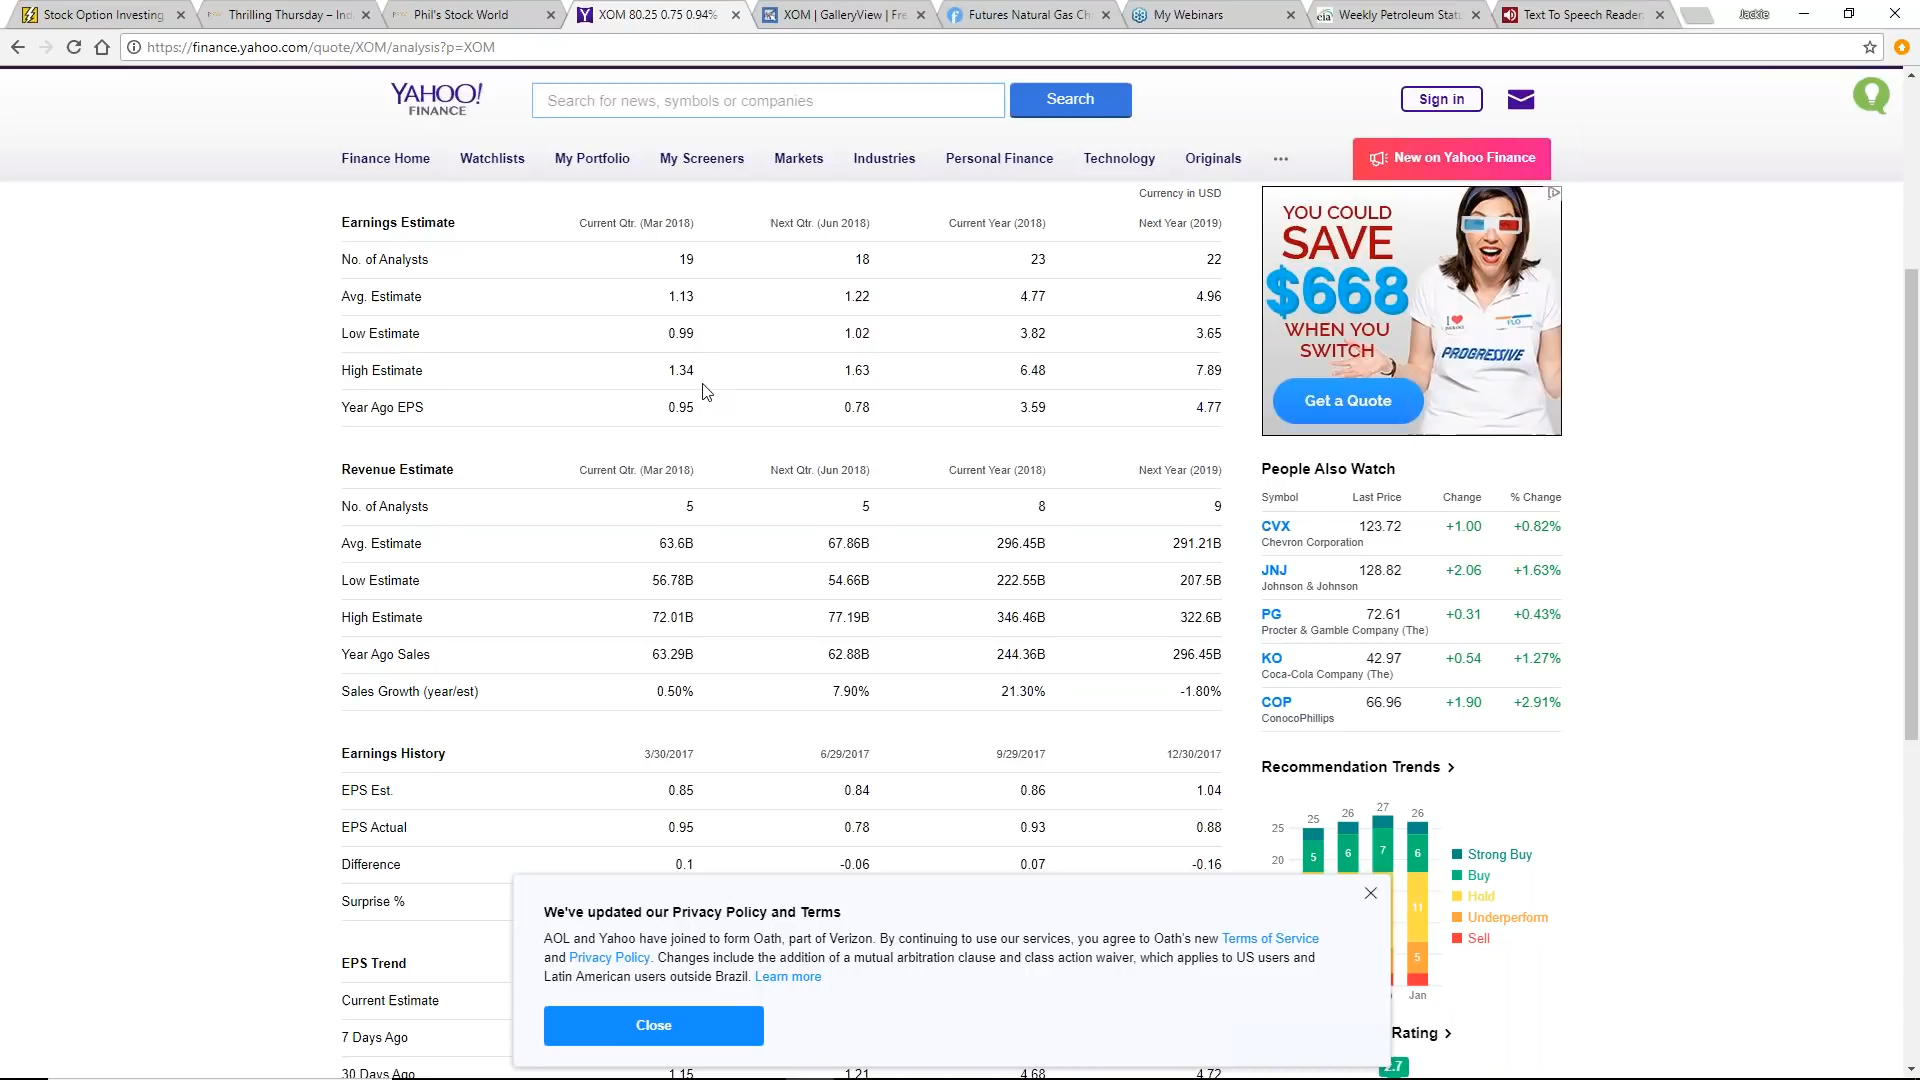 Stock Option Investing
Thrilling Thursday – Ind
Phil's Stock World
XOM 80.25 0.75 0.94%
XOM | GalleryView | Fre
Futures Natural Gas Ch
My Webinars
eia Weekly Petroleum Stat
Text To Speech Reader
Jackie
https://finance.yahoo.com/quote/XOM/analysis?p=XOM
YAHOO!
FINANCE
Search for news, symbols or companies
Search
Sign in
Finance Home Watchlists My Portfolio My Screeners Markets Industries Personal Finance Technology Originals ...
New on Yahoo Finance
Currency in USD
Earnings Estimate Current Qtr. (Mar 2018) Next Qtr. (Jun 2018) Current Year (2018) Next Year (2019)
No. of Analysts 19 18 23 22
Avg. Estimate 1.13 1.22 4.77 4.96
Low Estimate 0.99 1.02 3.82 3.65
High Estimate 1.34 1.63 6.48 7.89
Year Ago EPS 0.95 0.78 3.59 4.77
Revenue Estimate Current Qtr. (Mar 2018) Next Qtr. (Jun 2018) Current Year (2018) Next Year (2019)
No. of Analysts 5 5 8 9
Avg. Estimate 63.6B 67.86B 296.45B 291.21B
Low Estimate 56.78B 54.66B 222.55B 207.5B
High Estimate 72.01B 77.19B 346.46B 322.6B
Year Ago Sales 63.29B 62.88B 244.36B 296.45B
Sales Growth (year/est) 0.50% 7.90% 21.30% -1.80%
Earnings History 3/30/2017 6/29/2017 9/29/2017 12/30/2017
EPS Est. 0.85 0.84 0.86 1.04
EPS Actual 0.95 0.78 0.93 0.88
Difference 0.1 -0.06 0.07 -0.16
Surprise %
EPS Trend
Current Estimate
7 Days Ago
30 Days Ago 1.15 1.21 4.68 4.72
YOU COULD
SAVE
$668
WHEN YOU
SWITCH
Get a Quote
I
FLO
PROGRESSIVE
People Also Watch
Symbol Last Price Change % Change
CVX 123.72 +1.00 +0.82%
Chevron Corporation
JNJ 128.82 +2.06 +1.63%
Johnson & Johnson
PG 72.61 +0.31 +0.43%
Procter & Gamble Company (The)
KO 42.97 +0.54 +1.27%
Coca-Cola Company (The)
COP 66.96 +1.90 +2.91%
ConocoPhillips
Recommendation Trends >
25 26 27 26
25
20
5 6 7 6
11
5
Jan
Strong Buy
Buy
Hold
Underperform
Sell
Rating >
2.7
We've updated our Privacy Policy and Terms
AOL and Yahoo have joined to form Oath, part of Verizon. By continuing to use our services, you agree to Oath's new Terms of Service
and Privacy Policy. Changes include the addition of a mutual arbitration clause and class action waiver, which applies to US users and
Latin American users outside Brazil. Learn more
Close